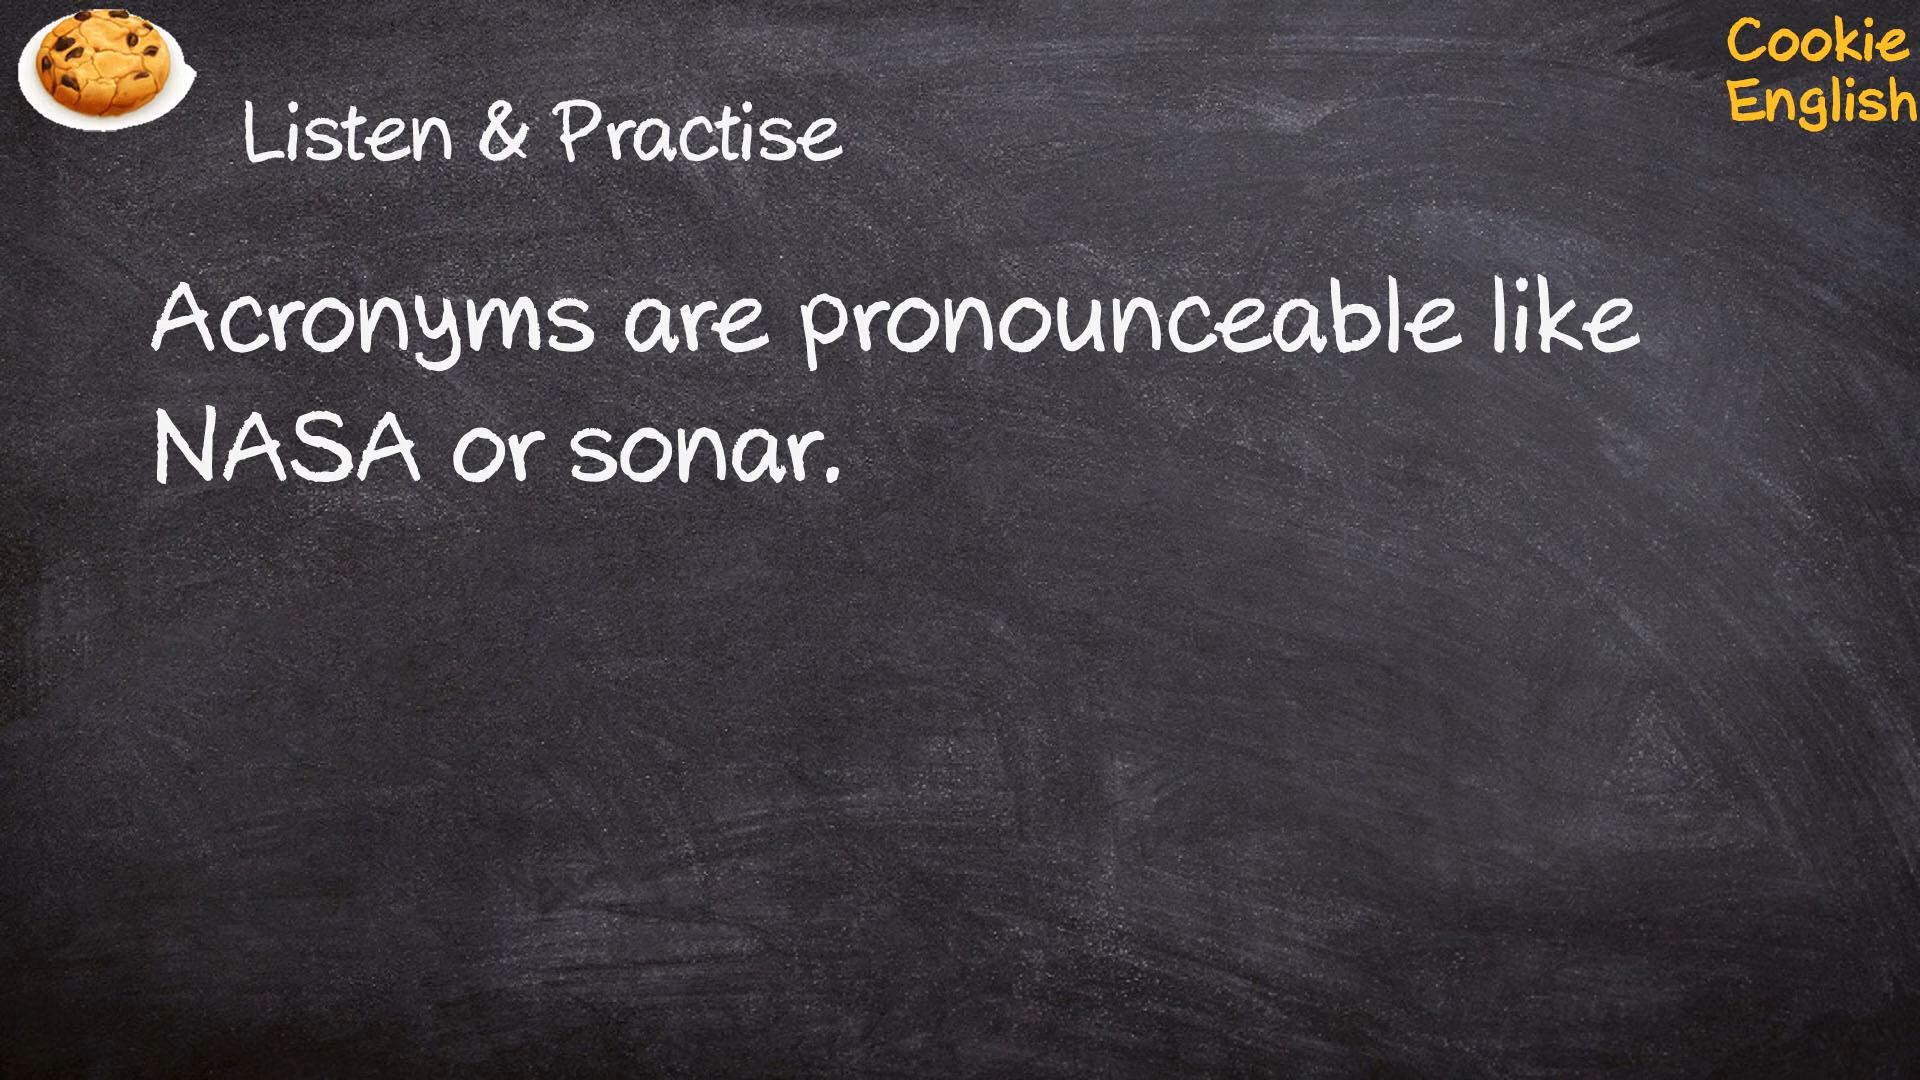 Cookie
English
Listen & Practise
Acronyms are pronounceable like
NASA or sonar.